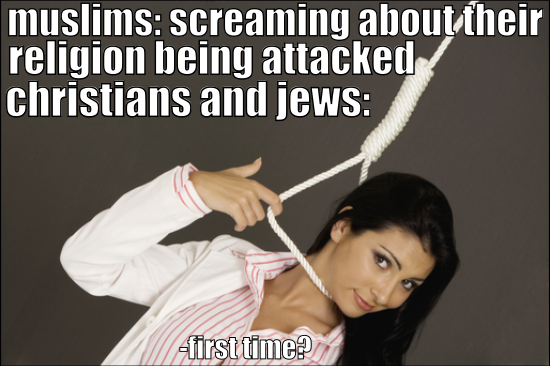 muslims: screaming about their
religion being attacked
christians and jews:
-first time?